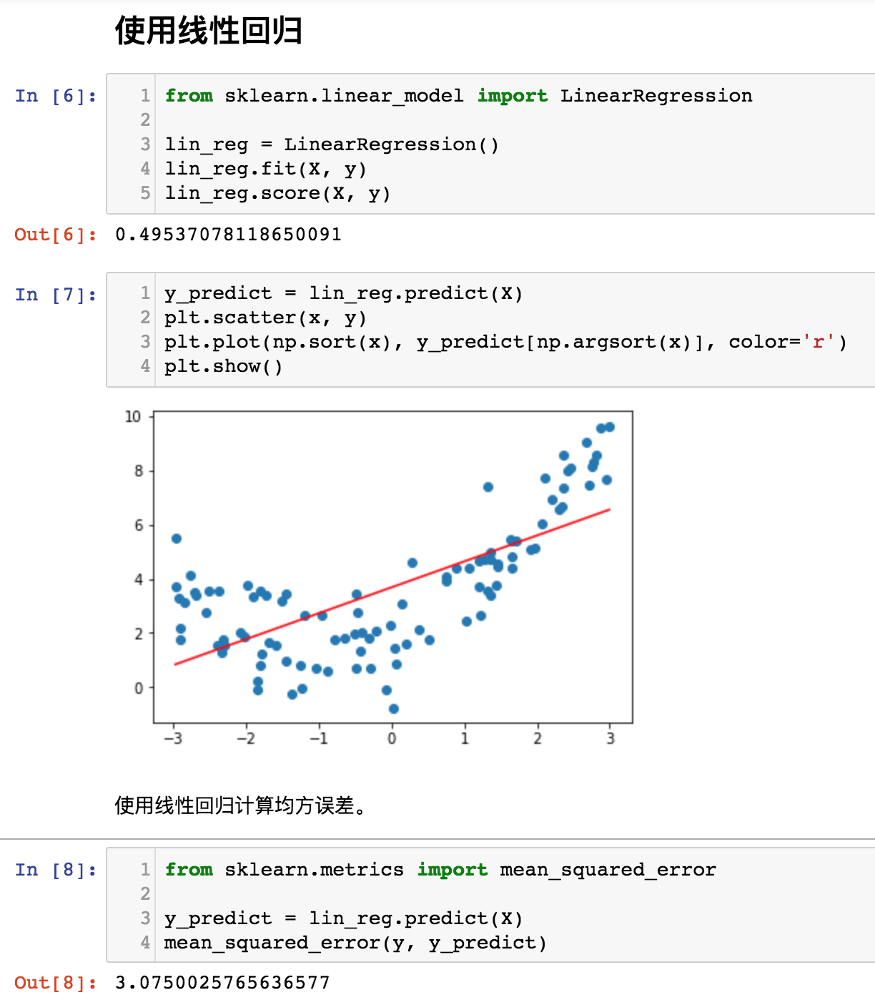 使用线性回归
In [6]:
1 from sklearn.linear_model import LinearRegression
2
3 lin_reg = LinearRegression()
4 lin_reg.fit(X, y)
5 lin_reg.score(X, y)
Out[6]: 0.49537078118650091
In [7]:
1 y_predict = lin_reg.predict(X)
2 plt.scatter(x, y)
3 plt.plot(np.sort(x), y_predict[np.argsort(x)], color='r')
4 plt.show()
10
8
6
4
2
0
−3 −2 −1 0 1 2 3
使用线性回归计算均方误差。
In [8]:
1 from sklearn.metrics import mean_squared_error
2
3 y_predict = lin_reg.predict(X)
4 mean_squared_error(y, y_predict)
Out[8]: 3.0750025765636577